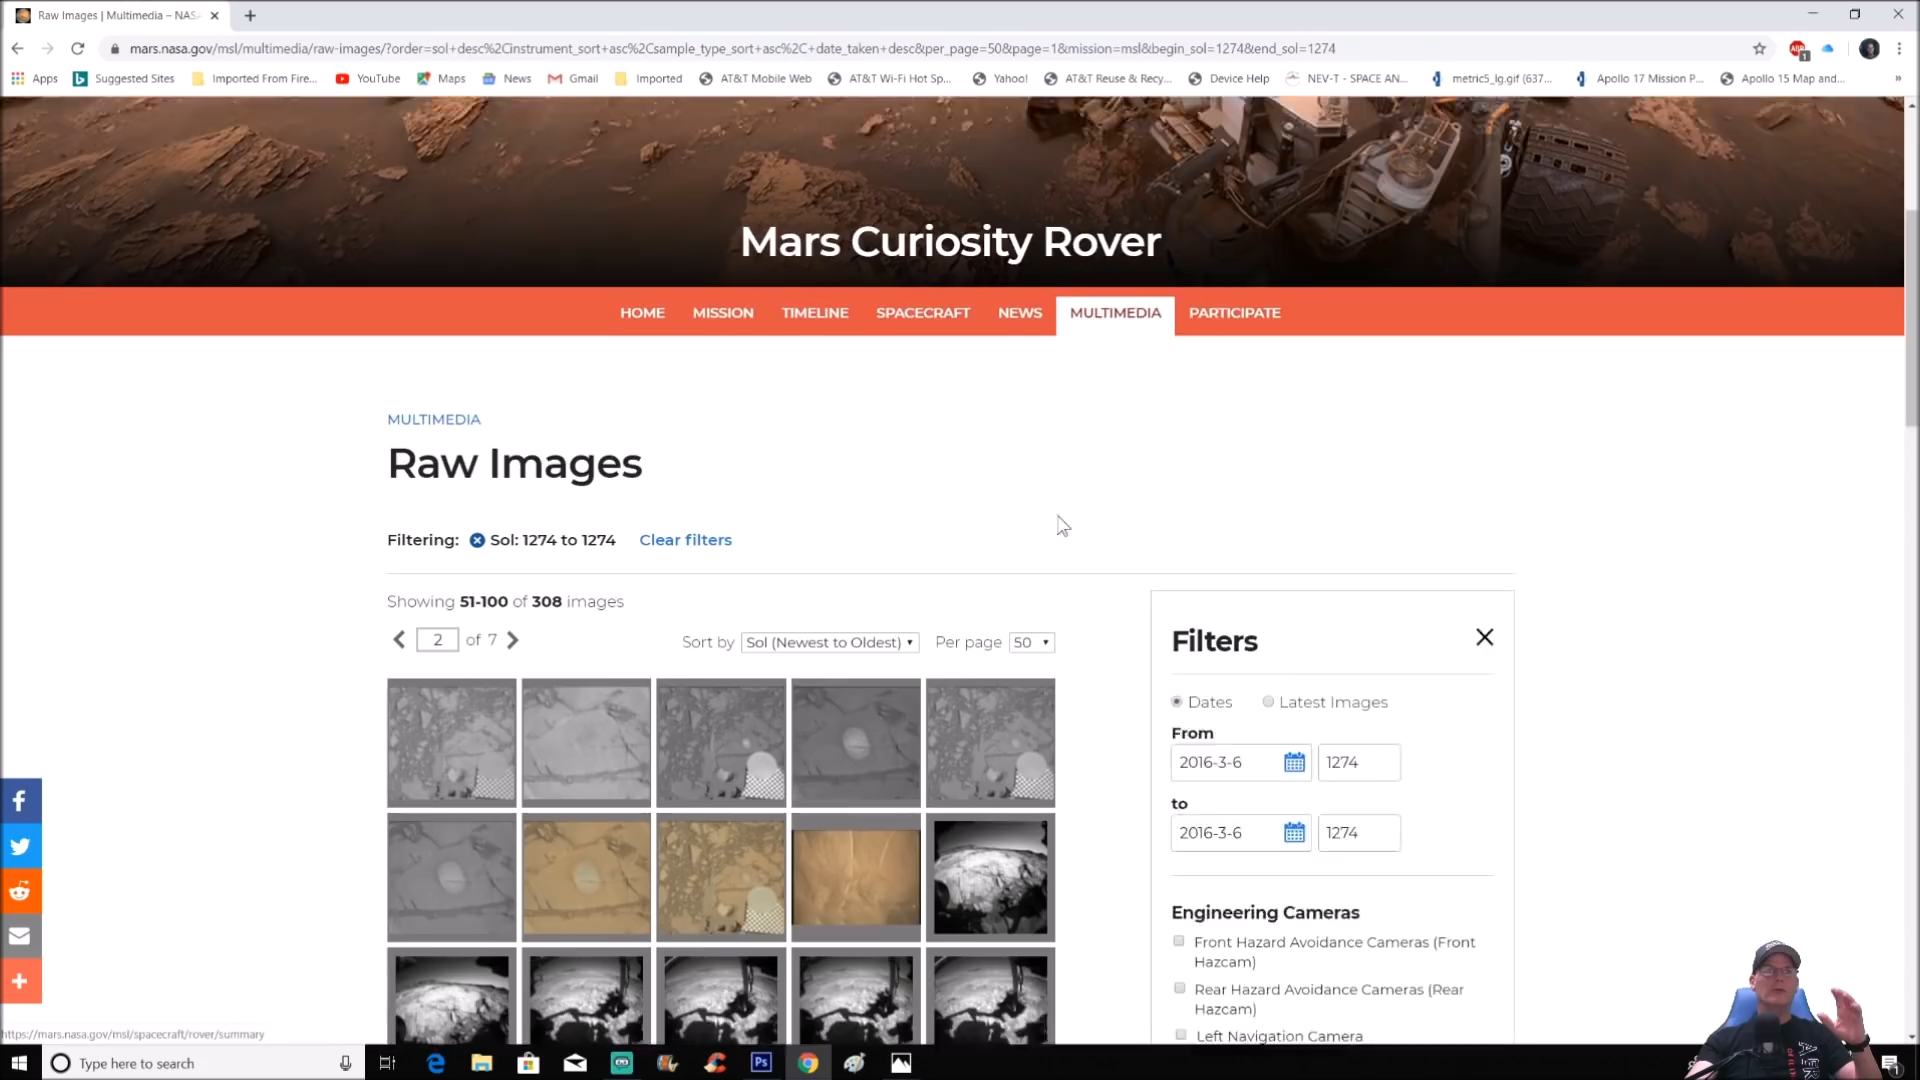 Raw Images | Multimedia – NAS
mars.nasa.gov/msl/multimedia/raw-images/?order=sol+desc%2Cinstrument_sort+asc%2Csample_type_sort+asc%2C+date_taken+desc&per_page=50&page=1&mission=msl&begin_sol=1274&end_sol=1274
Apps Suggested Sites Imported From Fire... YouTube Maps News Gmail Imported AT&T Mobile Web AT&T Wi-Fi Hot Sp... Yahoo! AT&T Reuse & Recy... Device Help NEV-T - SPACE AN... metric5_lg.gif (637... Apollo 17 Mission P... Apollo 15 Map and... »
Mars Curiosity Rover
HOME MISSION TIMELINE SPACECRAFT NEWS MULTIMEDIA PARTICIPATE
MULTIMEDIA
Raw Images
Filtering: Sol: 1274 to 1274 Clear filters
Showing 51-100 of 308 images
2 of 7 Sort by Sol (Newest to Oldest) Per page 50
Filters
Dates Latest Images
From
2016-3-6 1274
to
2016-3-6 1274
Engineering Cameras
Front Hazard Avoidance Cameras (Front
Hazcam)
Rear Hazard Avoidance Cameras (Rear
Hazcam)
Left Navigation Camera
https://mars.nasa.gov/msl/spacecraft/rover/summary
Type here to search
Ps